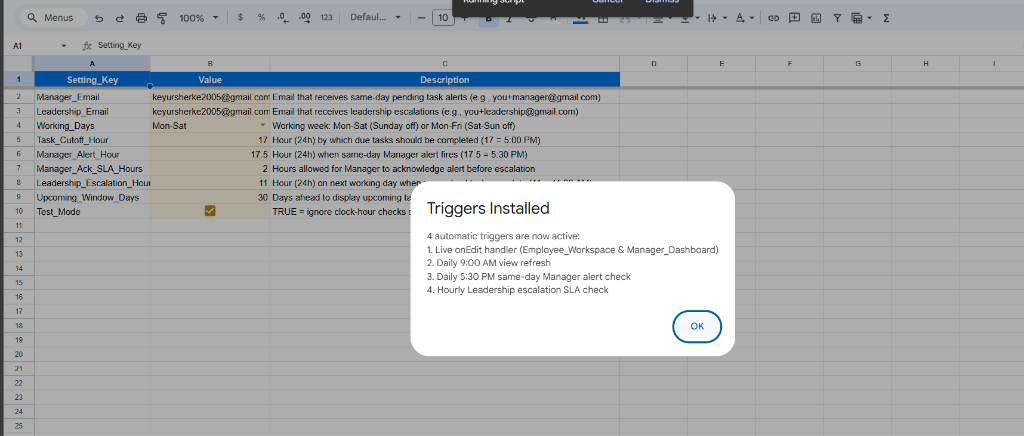 Running script Cancel Dismiss
Menus 100% $ % .0 .00 123 Defaul... 10 B
A1 Setting_Key
A B C D E F G H I
1 Setting_Key Value Description
2 Manager_Email keyursherke2005@gmail.com Email that receives same-day pending task alerts (e.g., you+manager@gmail.com)
3 Leadership_Email keyursherke2005@gmail.com Email that receives leadership escalations (e.g., you+leadership@gmail.com)
4 Working_Days Mon-Sat Working week: Mon-Sat (Sunday off) or Mon-Fri (Sat-Sun off)
5 Task_Cutoff_Hour 17 Hour (24h) by which due tasks should be completed (17 = 5:00 PM)
6 Manager_Alert_Hour 17.5 Hour (24h) when same-day Manager alert fires (17.5 = 5:30 PM)
7 Manager_Ack_SLA_Hours 2 Hours allowed for Manager to acknowledge alert before escalation
8 Leadership_Escalation_Hour 11 Hour (24h) on next working day when
9 Upcoming_Window_Days 30 Days ahead to display upcoming
10 Test_Mode TRUE = ignore clock-hour checks
11
12
13
14
15
16
17
18
19
20
21
22
23
24
25
Triggers Installed
4 automatic triggers are now active:
1. Live onEdit handler (Employee_Workspace & Manager_Dashboard)
2. Daily 9:00 AM view refresh
3. Daily 5:30 PM same-day Manager alert check
4. Hourly Leadership escalation SLA check
OK